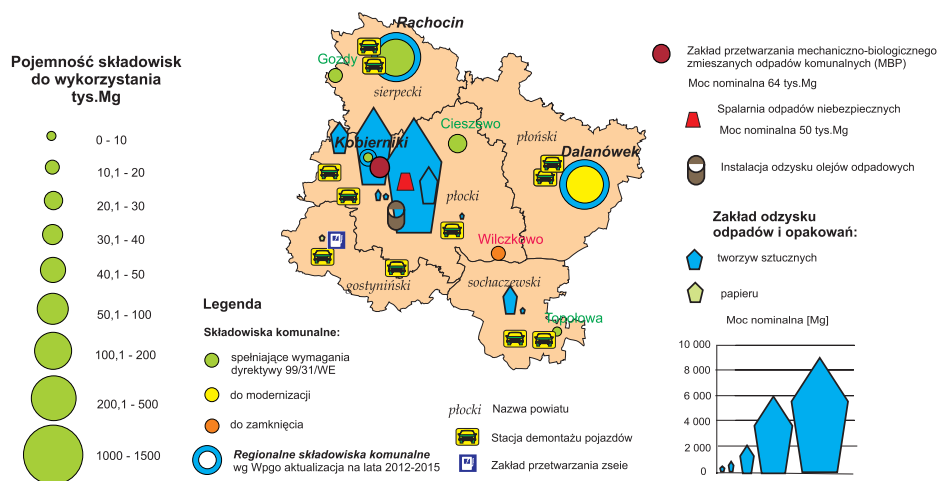 Pojemność składowisk
do wykorzystania
tys.Mg
0 - 10
10,1 - 20
20,1 - 30
30,1 - 40
40,1 - 50
50,1 - 100
100,1 - 200
200,1 - 500
1000 - 1500
Rachocin
Gozdy
sierpecki
Kobierniki
Cieszewo
płoński
Dalanówek
płocki
Wilczkowo
gostyniński
sochaczewski
Topołowa
Legenda
Składowiska komunalne:
spełniające wymagania
dyrektywy 99/31/WE
do modernizacji
do zamknięcia
Regionalne składowiska komunalne
wg Wpgo aktualizacja na lata 2012-2015
płocki Nazwa powiatu
Stacja demontażu pojazdów
Zakład przetwarzania zseie
Zakład przetwarzania mechaniczno-biologicznego
zmieszanych odpadów komunalnych (MBP)
Moc nominalna 64 tys.Mg
Spalarnia odpadów niebezpiecznych
Moc nominalna 50 tys.Mg
Instalacja odzysku olejów odpadowych
Zakład odzysku
odpadów i opakowań:
tworzyw sztucznych
papieru
Moc nominalna [Mg]
10 000
8 000
6 000
4 000
2 000
0